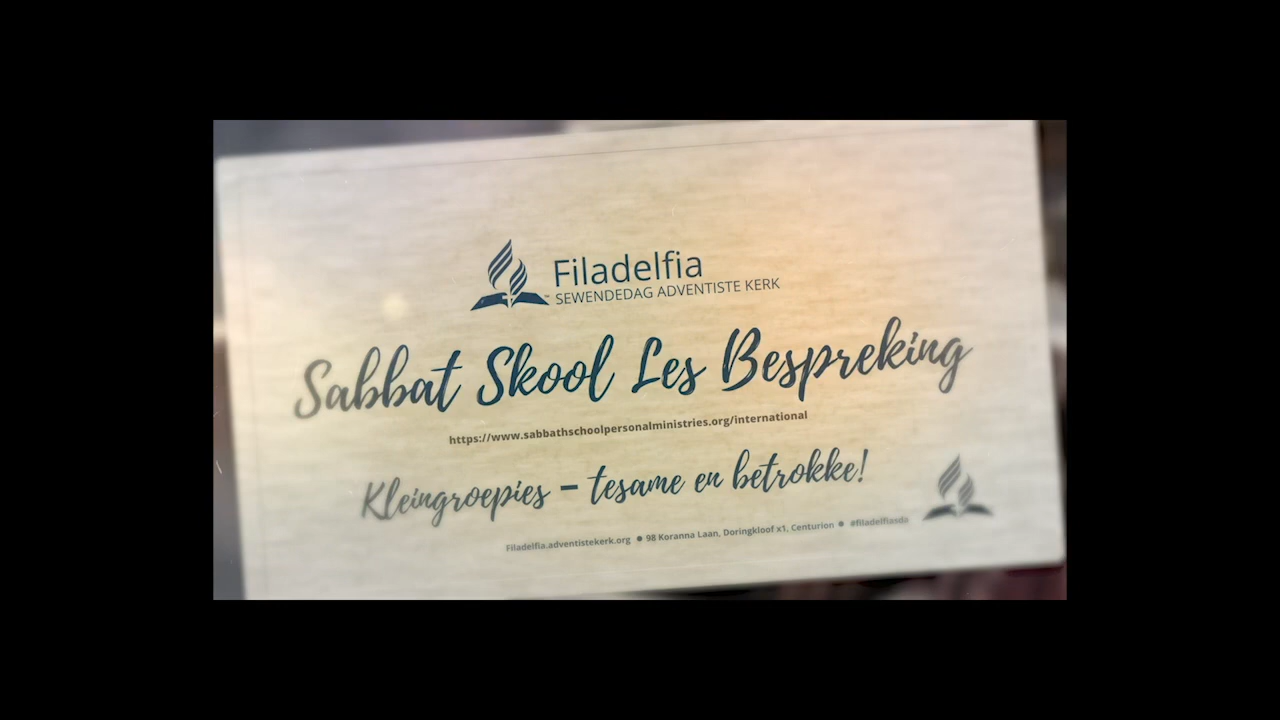 Filadelfia
SEWENDEDAG ADVENTISTE KERK
Sabbat Skool Les Bespreking
https://www.sabbathschoolpersonalministries.org/international
Kleingroepies – tesame en betrokke!
Filadelfia.adventistekerk.org ● 98 Koranna Laan, Doringkloof x1, Centurion ● #filadelfiasda